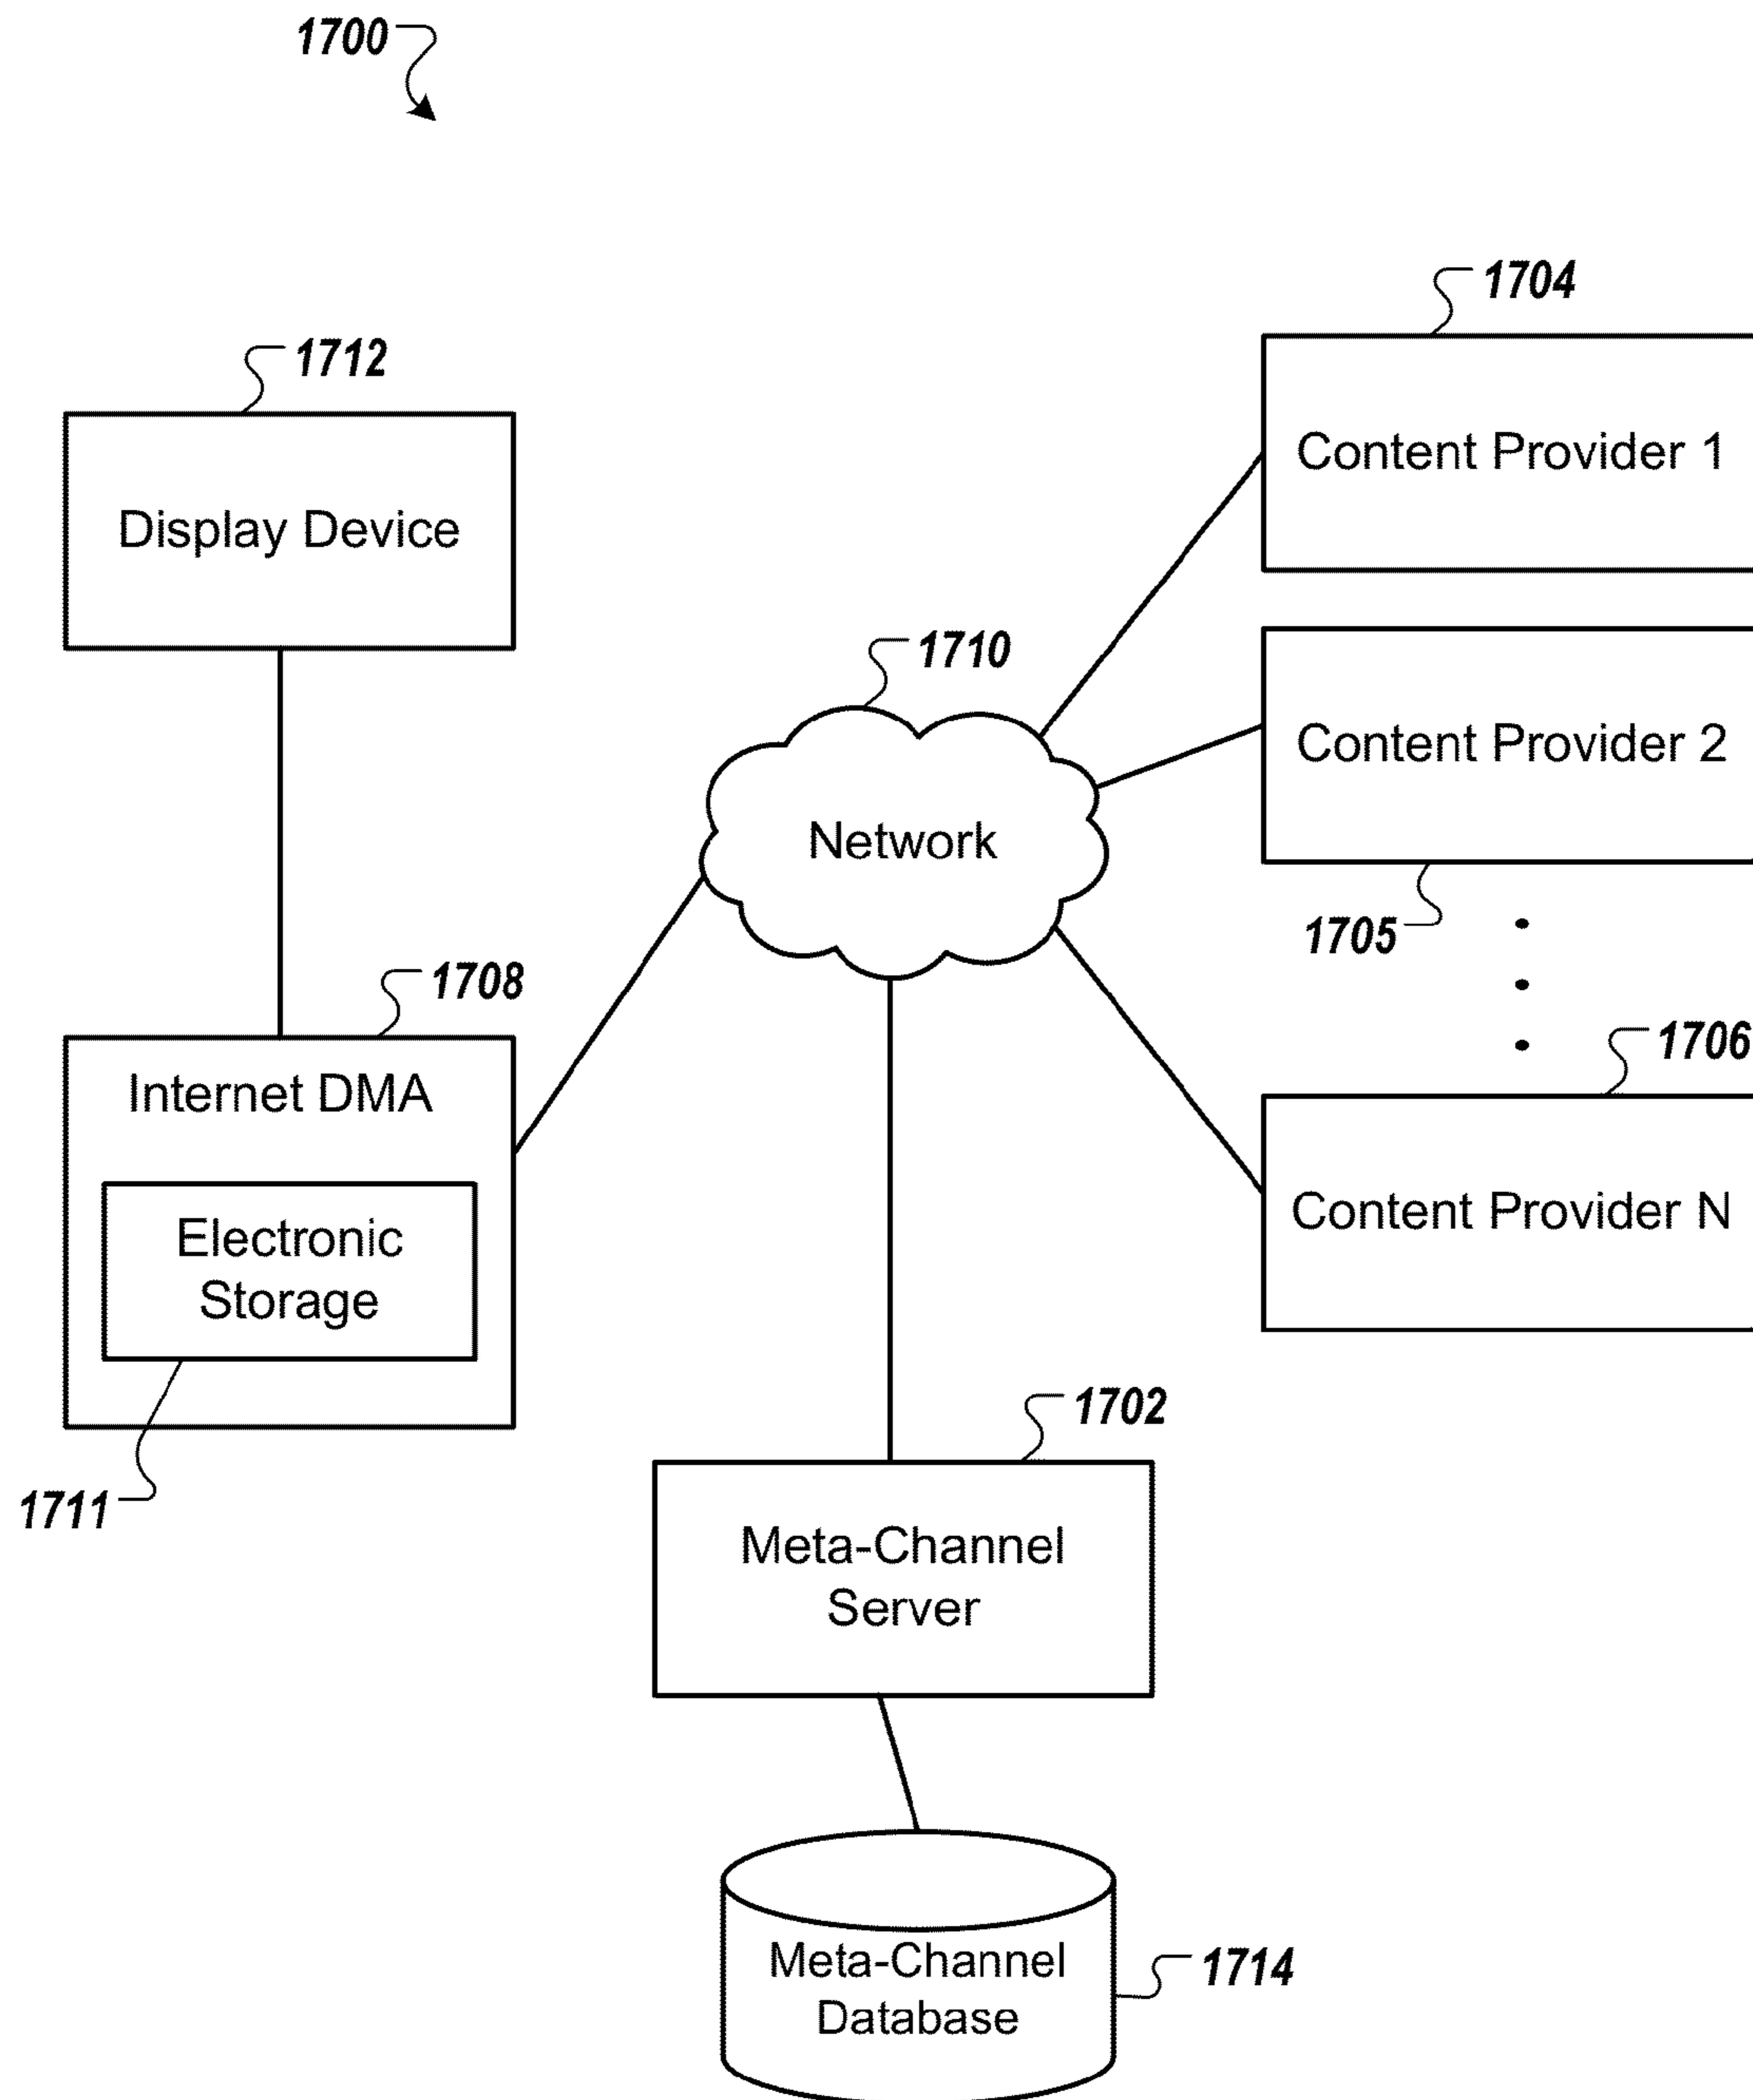 1700
1704
1712
Content Provider 1
Display Device
1710
Content Provider 2
Network
1705
1708
1706
Internet DMA
Content Provider N
Electronic
Storage
1702
1711
Meta-Channel
Server
Meta-Channel
Database
1714